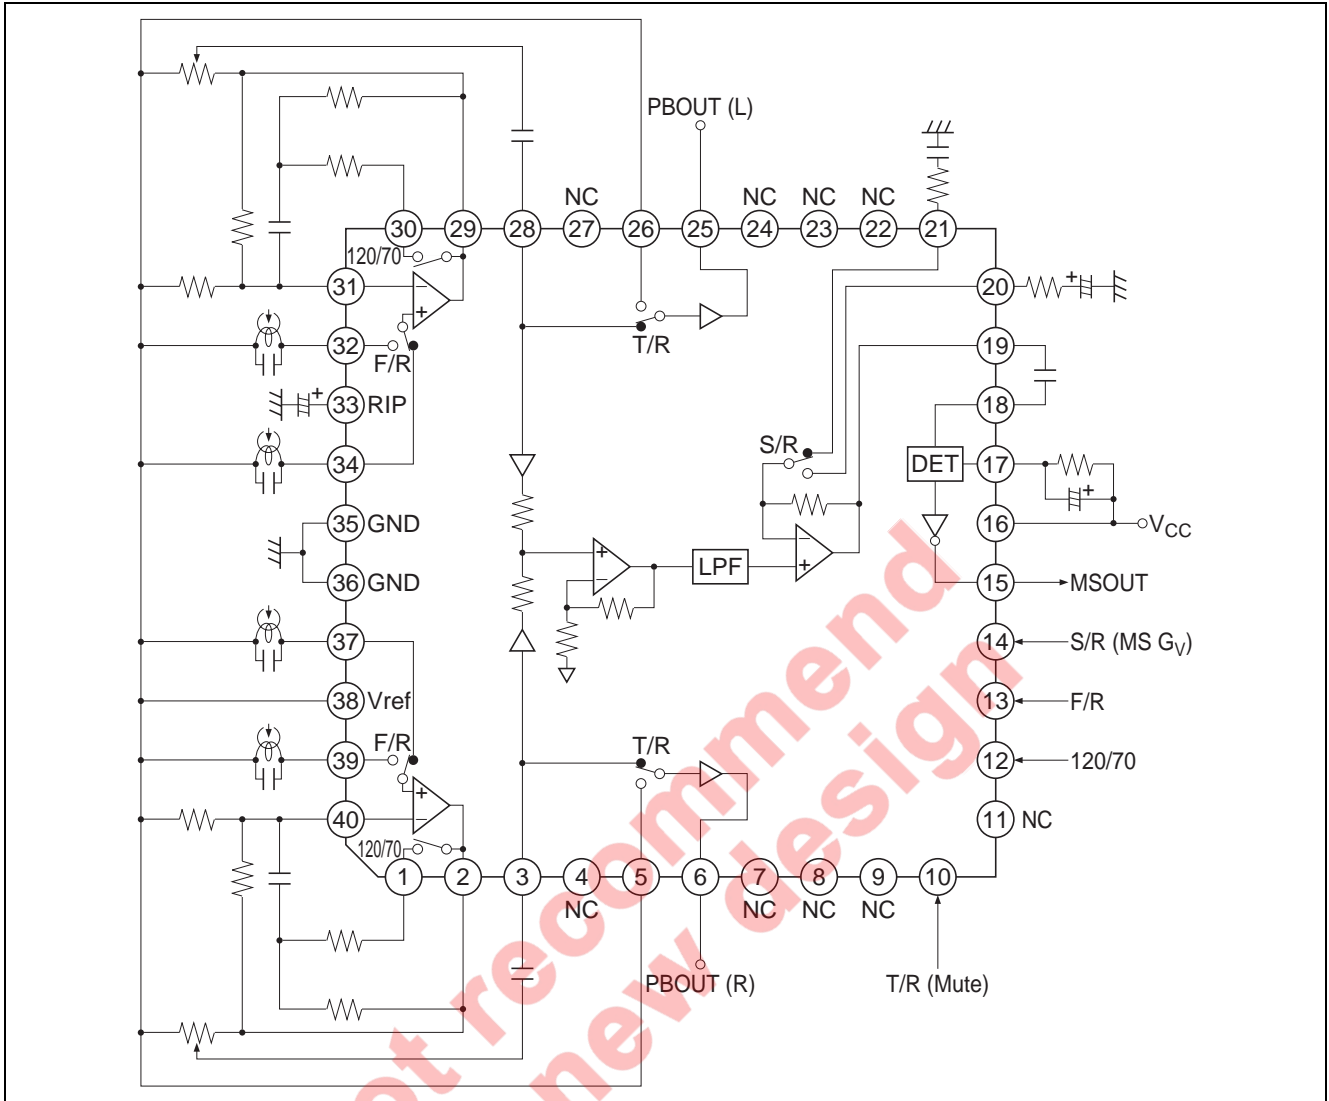 PBOUT (L)
NC
NC
NC
NC
30
29
28
27
26
25
24
23
22
21
120/70
31
20
T/R
32
F/R
19
33
RIP
18
S/R
34
DET
17
35
GND
16
VCC
36
GND
LPF
15
MSOUT
37
14
S/R (MS GV)
38
Vref
13
F/R
39
F/R
T/R
12
120/70
40
11
NC
120/70
1
2
3
4
5
6
7
8
9
10
NC
NC
NC
NC
PBOUT (R)
T/R (Mute)
ot recommend
new design